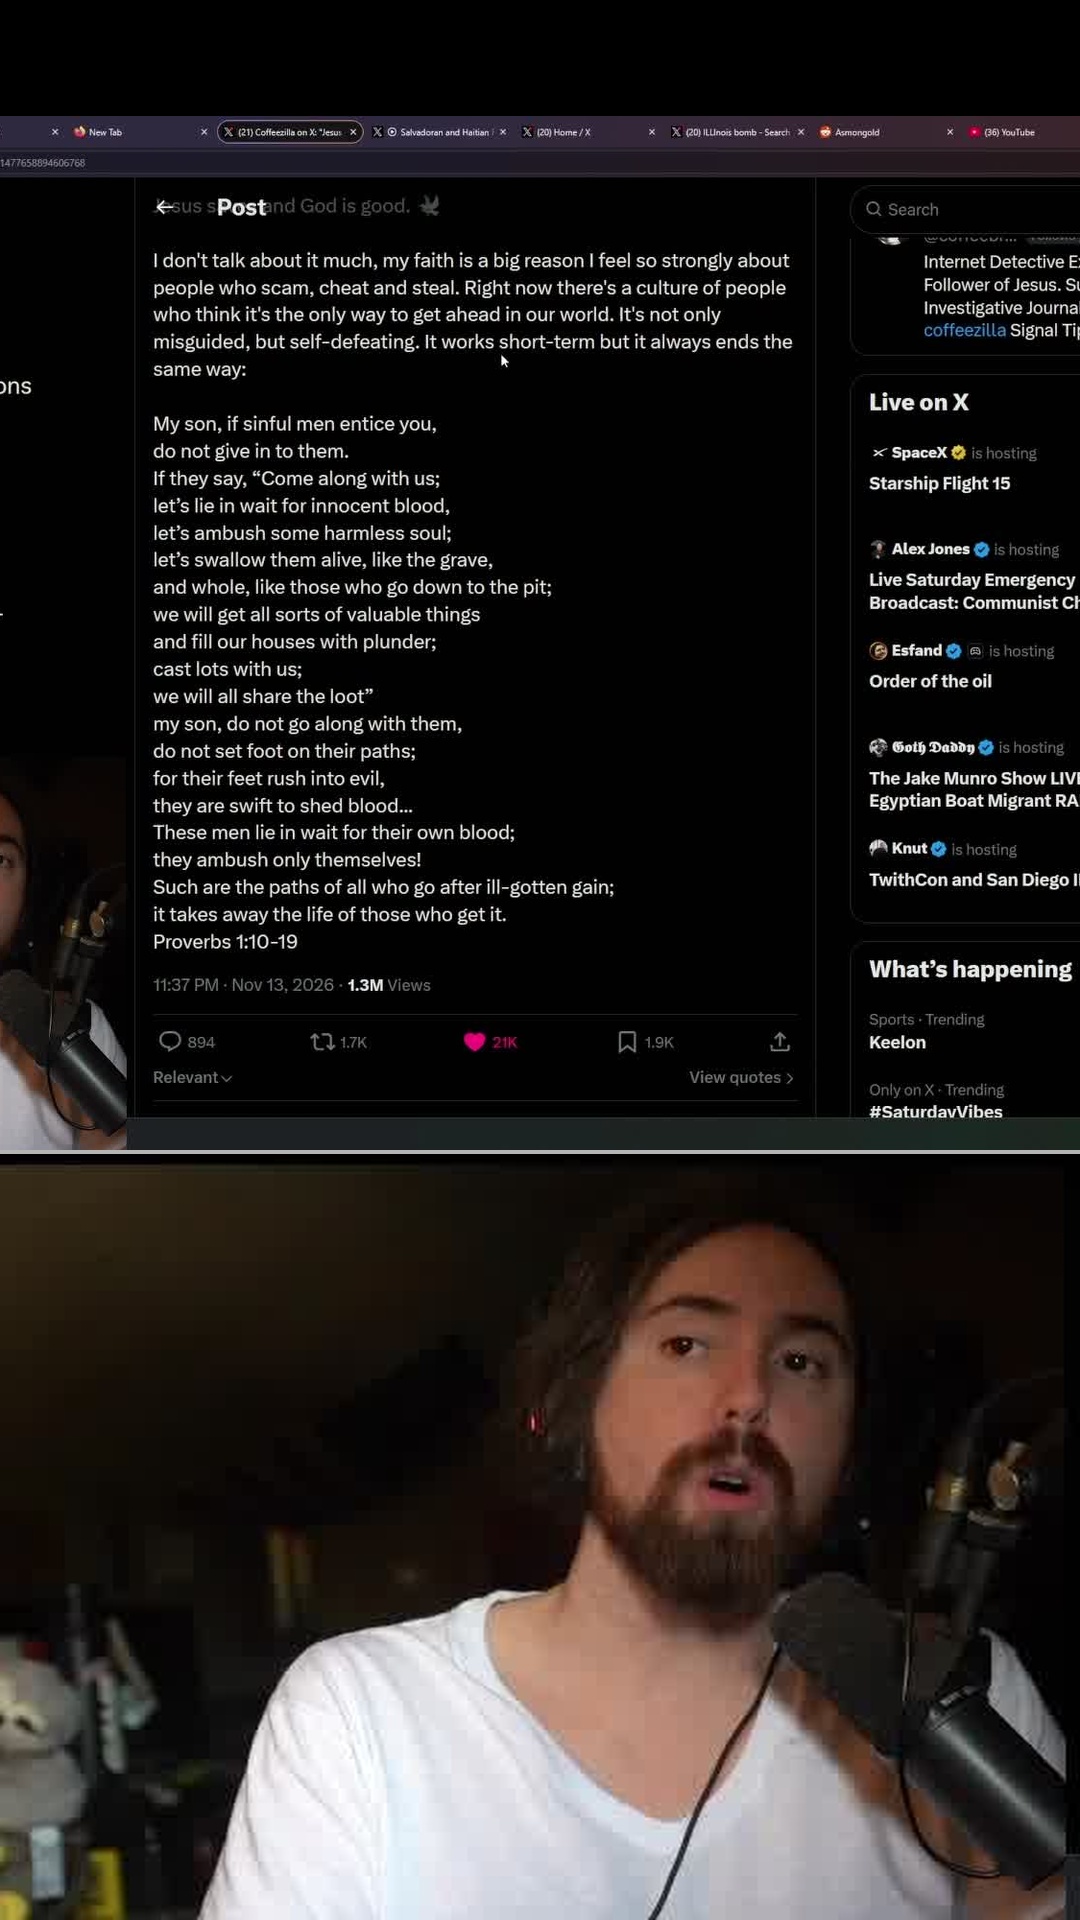 New Tab
(21) Coffeezilla on X: "Jesus
Salvadoran and Haitian
(20) Home / X
(20) ILLinois bomb - Search
Asmongold
(36) YouTube
1477658894606768
Post
and God is good. 🕊
I don't talk about it much, my faith is a big reason I feel so strongly about
people who scam, cheat and steal. Right now there's a culture of people
who think it's the only way to get ahead in our world. It's not only
misguided, but self-defeating. It works short-term but it always ends the
same way:
My son, if sinful men entice you,
do not give in to them.
If they say, “Come along with us;
let’s lie in wait for innocent blood,
let’s ambush some harmless soul;
let’s swallow them alive, like the grave,
and whole, like those who go down to the pit;
we will get all sorts of valuable things
and fill our houses with plunder;
cast lots with us;
we will all share the loot”
my son, do not go along with them,
do not set foot on their paths;
for their feet rush into evil,
they are swift to shed blood...
These men lie in wait for their own blood;
they ambush only themselves!
Such are the paths of all who go after ill-gotten gain;
it takes away the life of those who get it.
Proverbs 1:10-19
11:37 PM · Nov 13, 2026 · 1.3M Views
894 1.7K 21K 1.9K
Relevant
View quotes
ons
Search
Internet Detective
Follower of Jesus.
Investigative
coffeezilla Signal
Live on X
SpaceX is hosting
Starship Flight 15
Alex Jones is hosting
Live Saturday Emergency
Broadcast: Communist
Esfand is hosting
Order of the oil
Goth Daddy is hosting
The Jake Munro Show LIVE
Egyptian Boat Migrant
Knut is hosting
TwithCon and San Diego
What’s happening
Sports · Trending
Keelon
Only on X · Trending
#SaturdayVibes